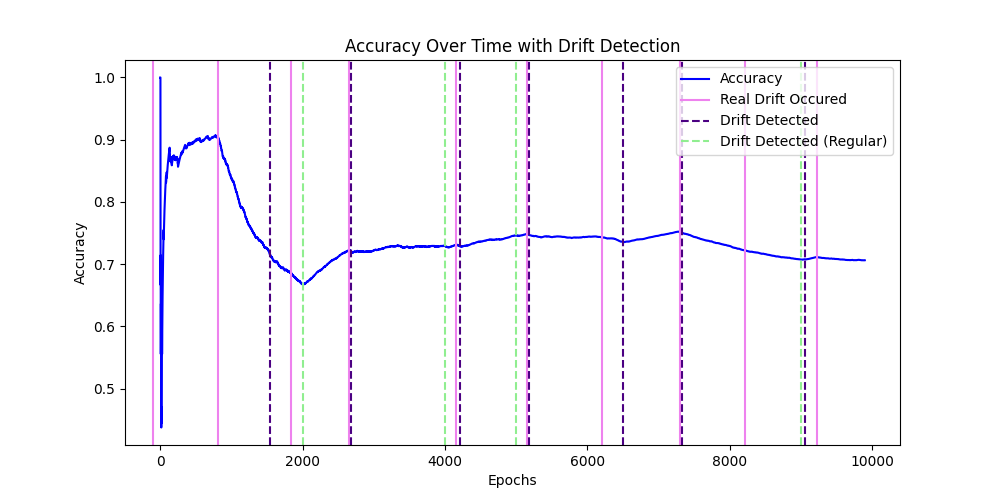 Accuracy Over Time with Drift Detection
Accuracy
Real Drift Occured
Drift Detected
Drift Detected (Regular)
1.0
0.9
0.8
0.7
0.6
0.5
Accuracy
0
2000
4000
6000
8000
10000
Epochs